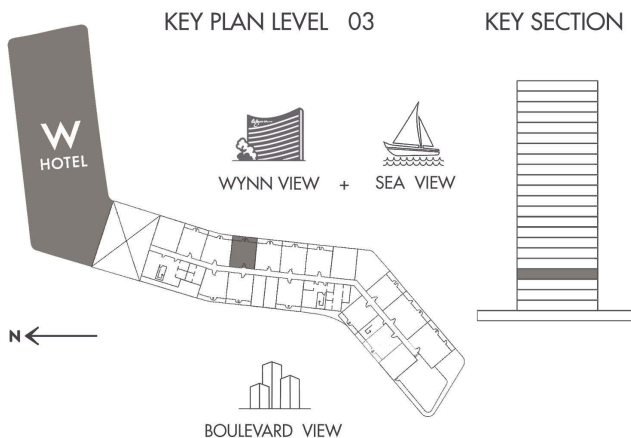 KEY PLAN LEVEL 03
KEY SECTION
W
HOTEL
WYNN VIEW + SEA VIEW
N
BOULEVARD VIEW